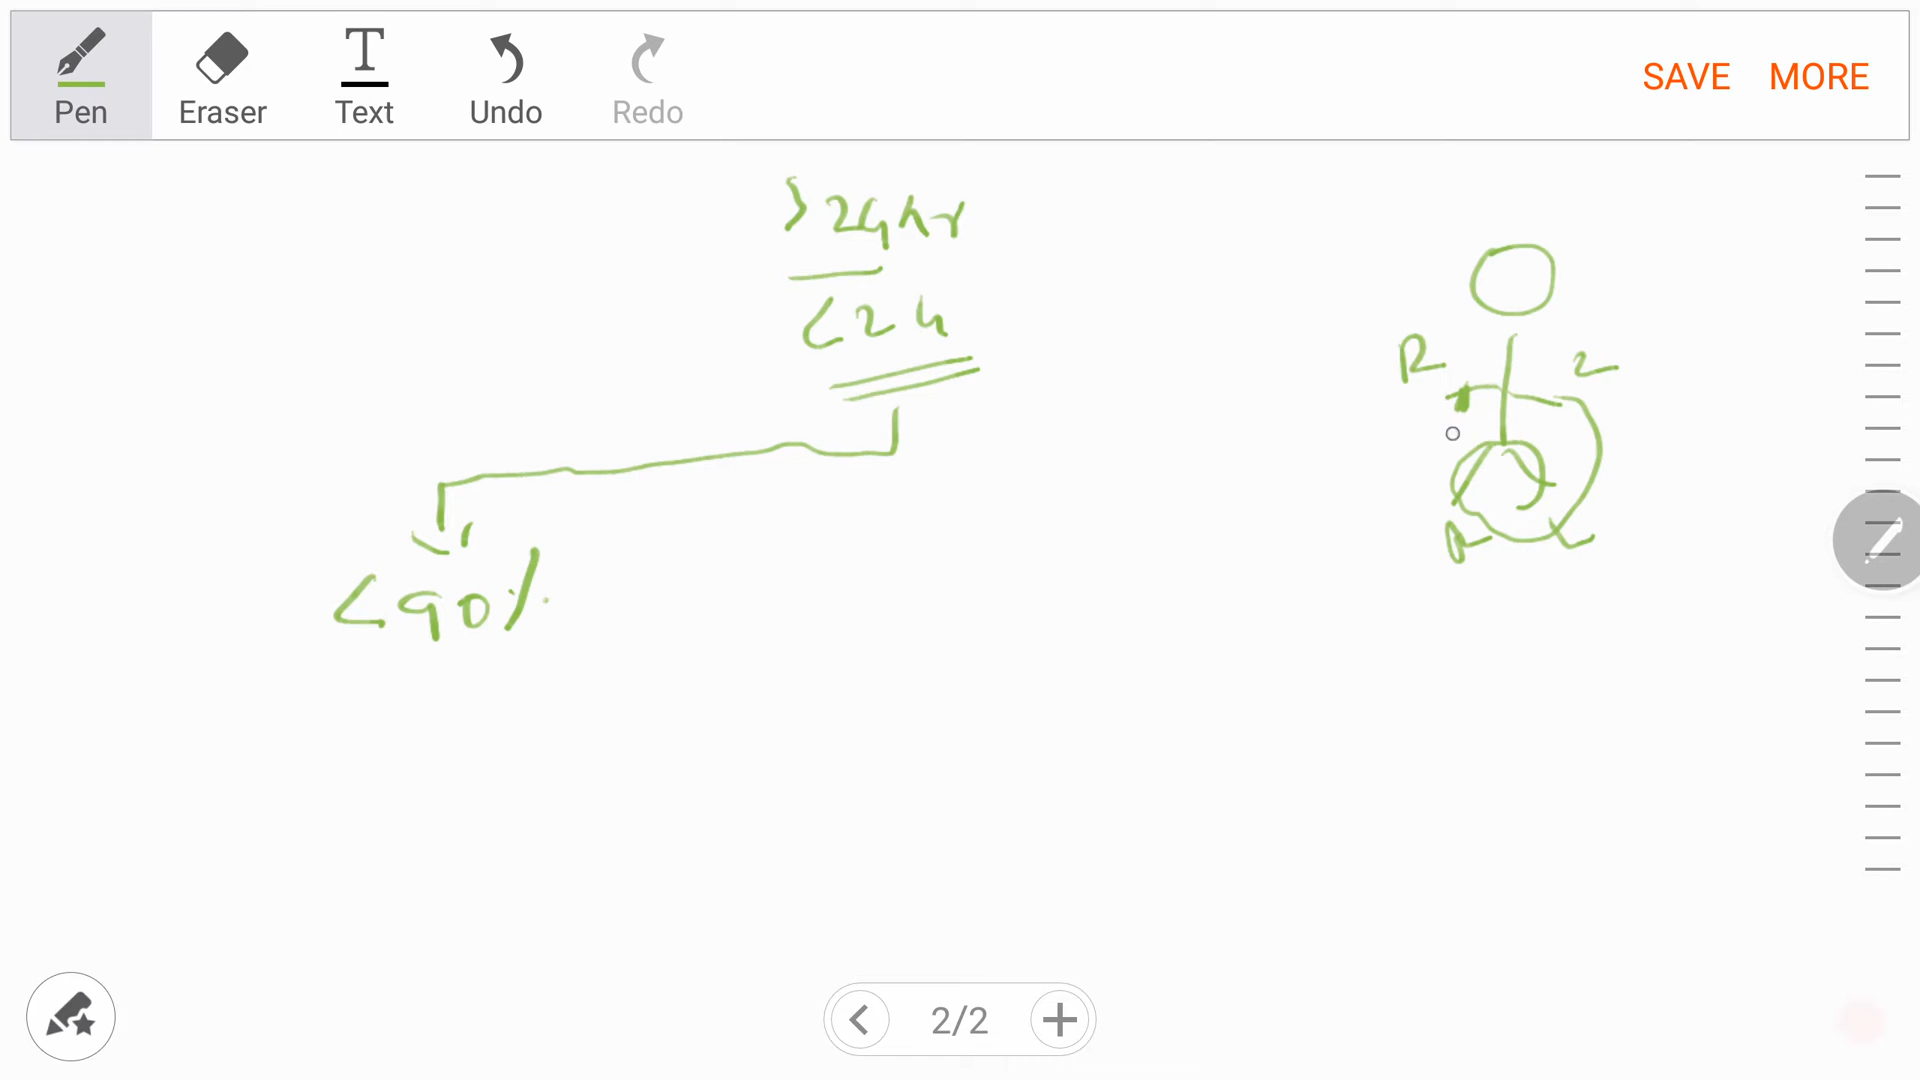 Pen Eraser Text Undo Redo SAVE MORE
>24hr
<24
<90%
R L
R L
2/2